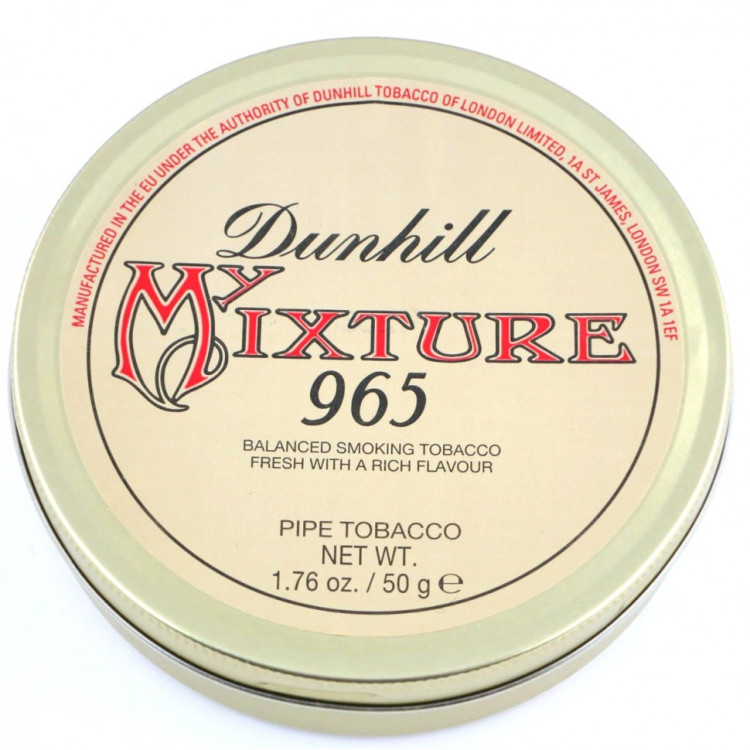 MANUFACTURED IN THE EU UNDER THE AUTHORITY OF DUNHILL TOBACCO OF LONDON LIMITED, 1A ST JAMES, LONDON SW 1A 1EF
Dunhill
MY MIXTURE
965
BALANCED SMOKING TOBACCO
FRESH WITH A RICH FLAVOUR
PIPE TOBACCO
NET WT.
1.76 oz. / 50 g ℮